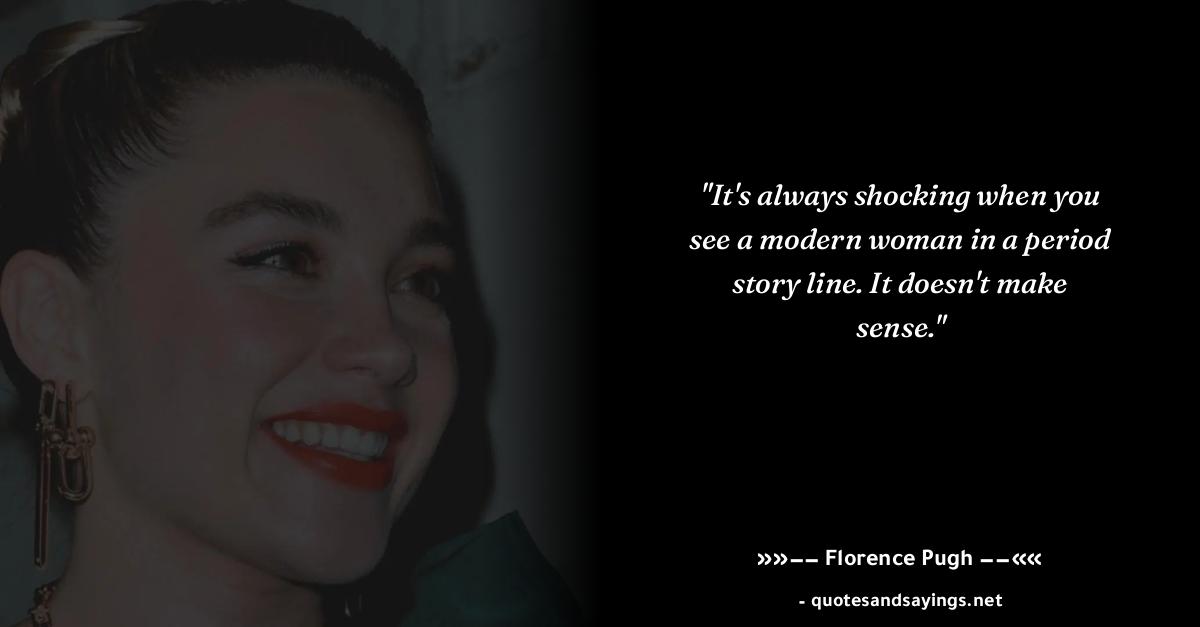 "It's always shocking when you
see a modern woman in a period
story line. It doesn't make
sense."
»»−− Florence Pugh −−««
- quotesandsayings.net